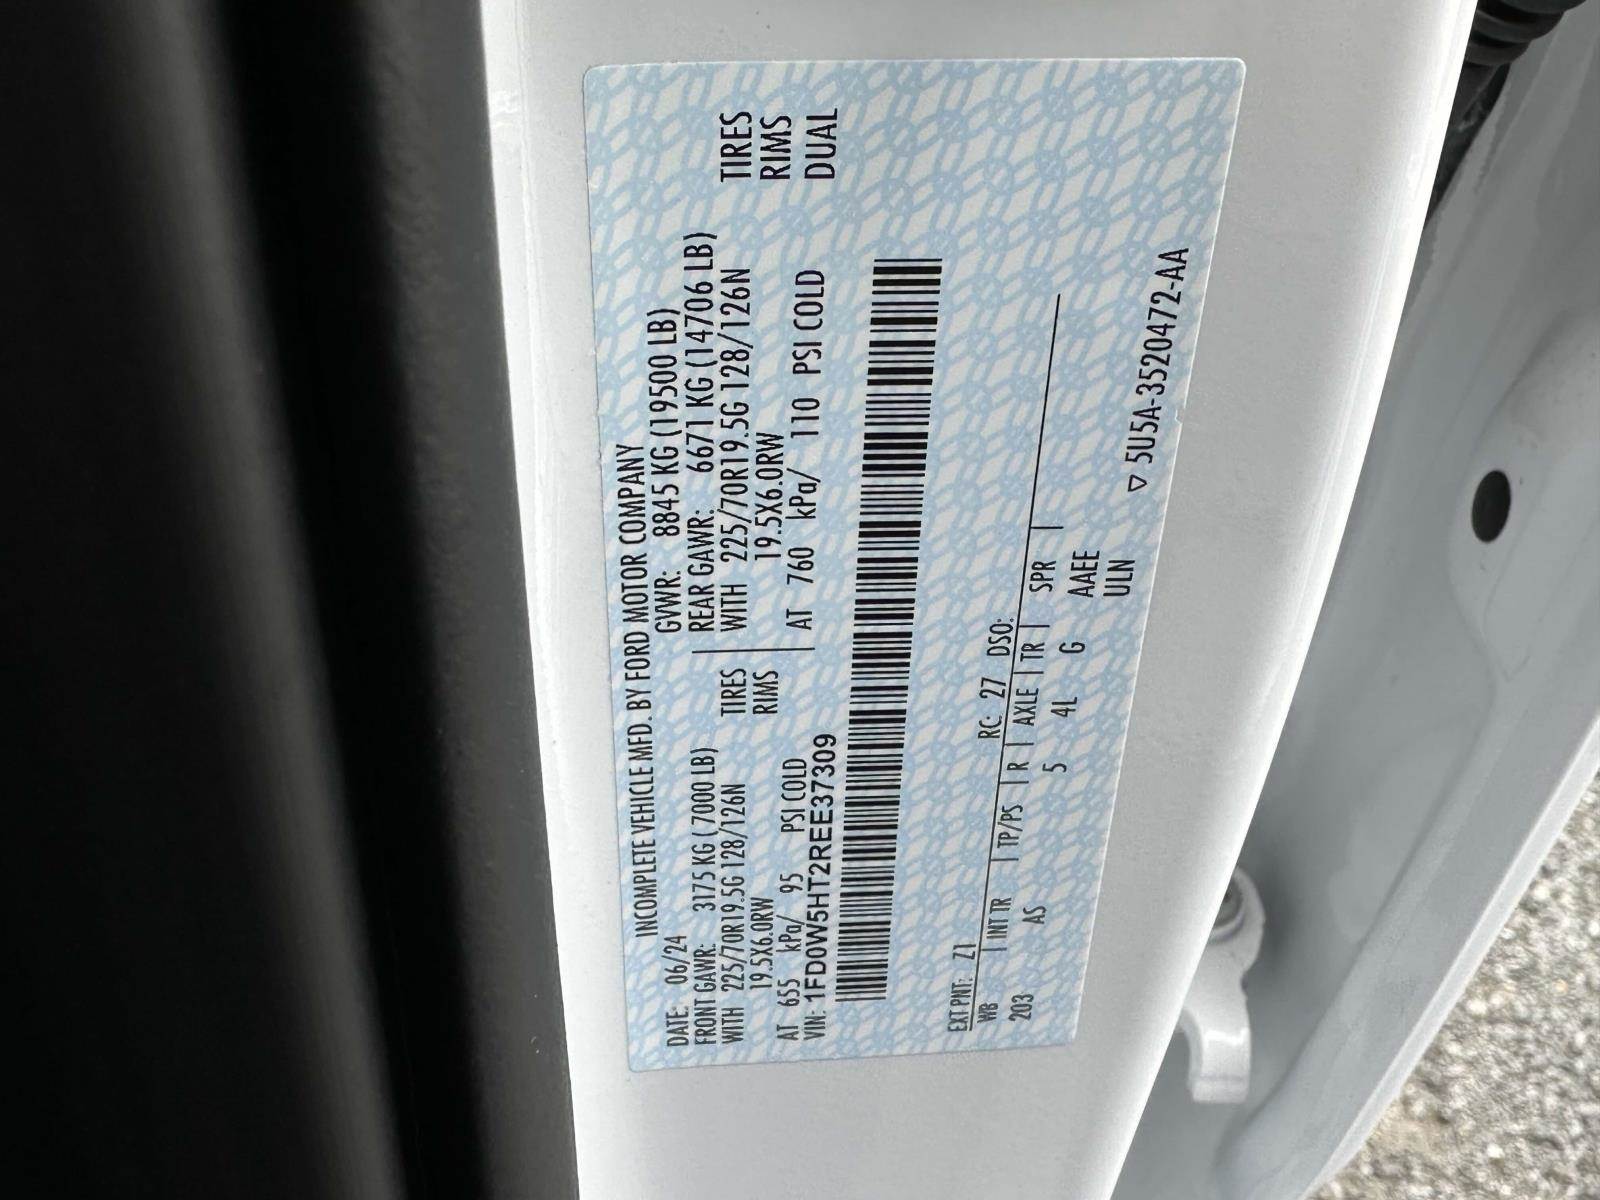 INCOMPLETE VEHICLE MFD. BY FORD MOTOR COMPANY
DATE: 06/24 GVWR: 8845 KG (19500 LB)
FRONT GAWR: 3175 KG (7000 LB) REAR GAWR: 6671 KG (14706 LB)
WITH 225/70R19.5G 128/126N TIRES WITH 225/70R19.5G 128/126N TIRES
19.5X6.0RW RIMS 19.5X6.0RW RIMS
AT 655 kPa/ 95 PSI COLD AT 760 kPa/ 110 PSI COLD DUAL
VIN: 1FD0W5HT2REE37309
EXT PNT: Z1 RC: 27 DSO:
WB | INT TR | TP/PS | R | AXLE | TR | SPR |
203 AS 5 4L G AAEE
ULN
▽ 5U5A-3520472-AA